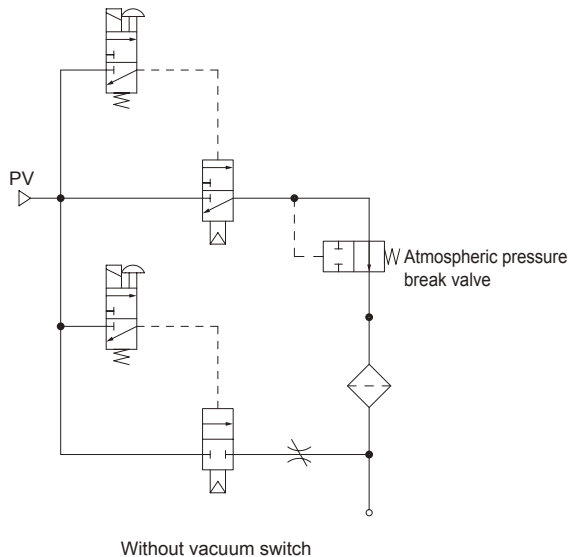 PV
Atmospheric pressure
break valve
Without vacuum switch